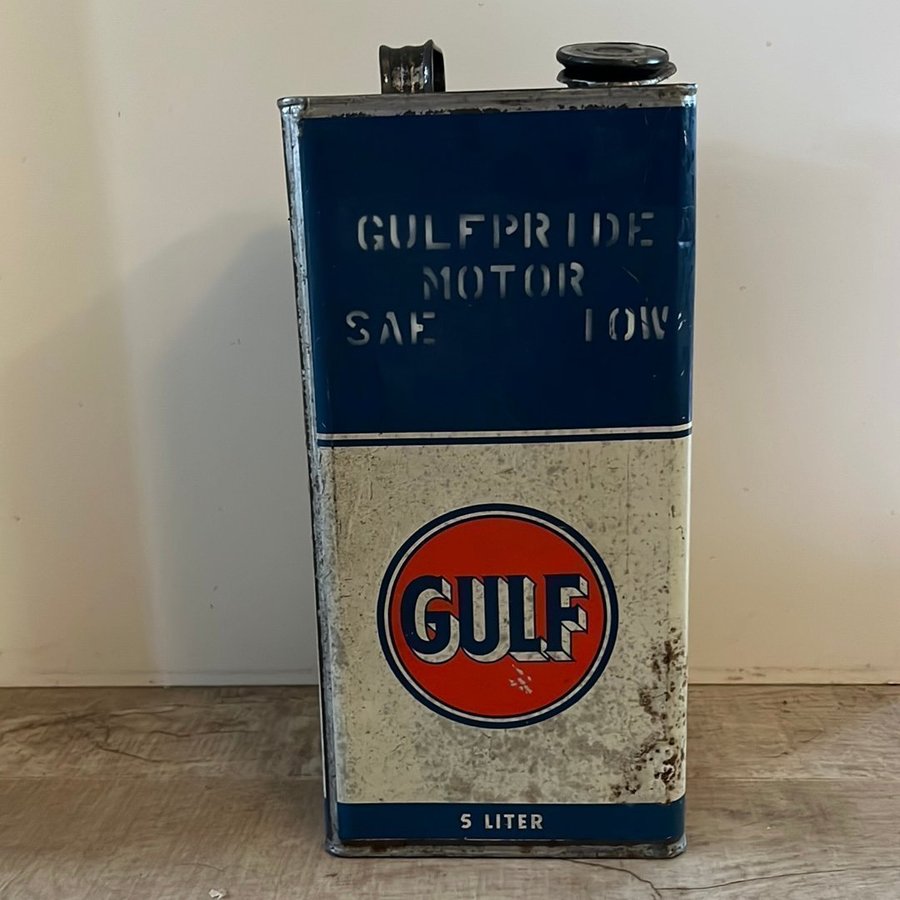 GULFPRIDE
MOTOR
SAE 10W
GULF
5 LITER